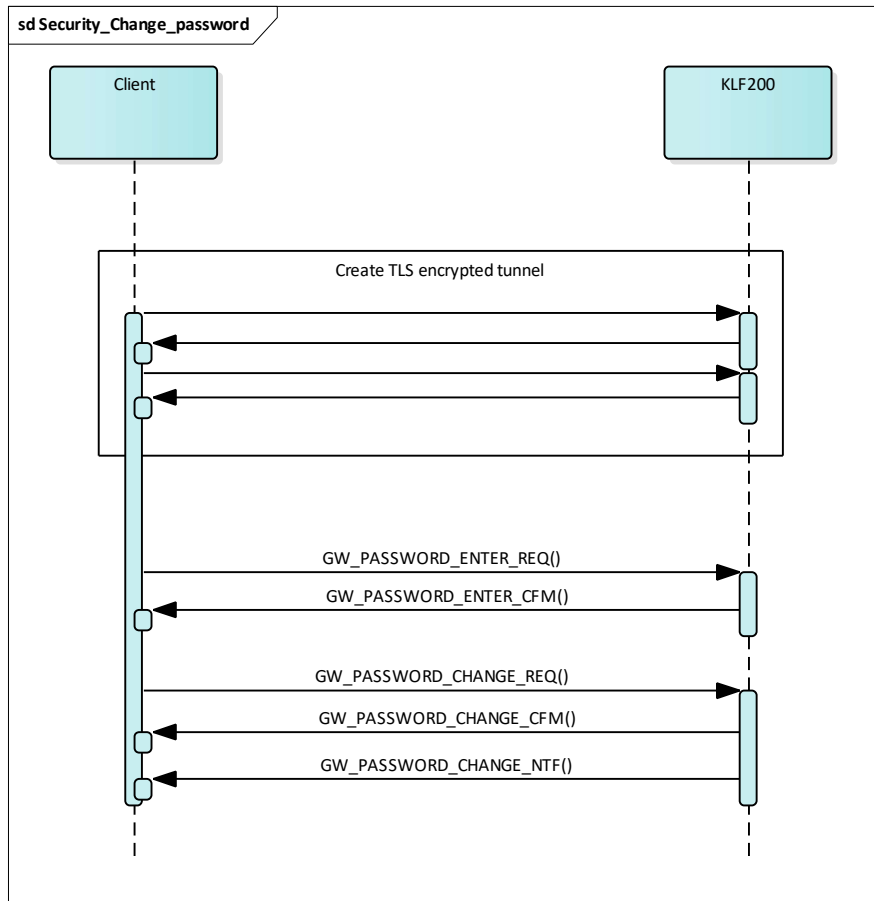 sd Security_Change_password
Client
KLF200
Create TLS encrypted tunnel
GW_PASSWORD_ENTER_REQ()
GW_PASSWORD_ENTER_CFM()
GW_PASSWORD_CHANGE_REQ()
GW_PASSWORD_CHANGE_CFM()
GW_PASSWORD_CHANGE_NTF()